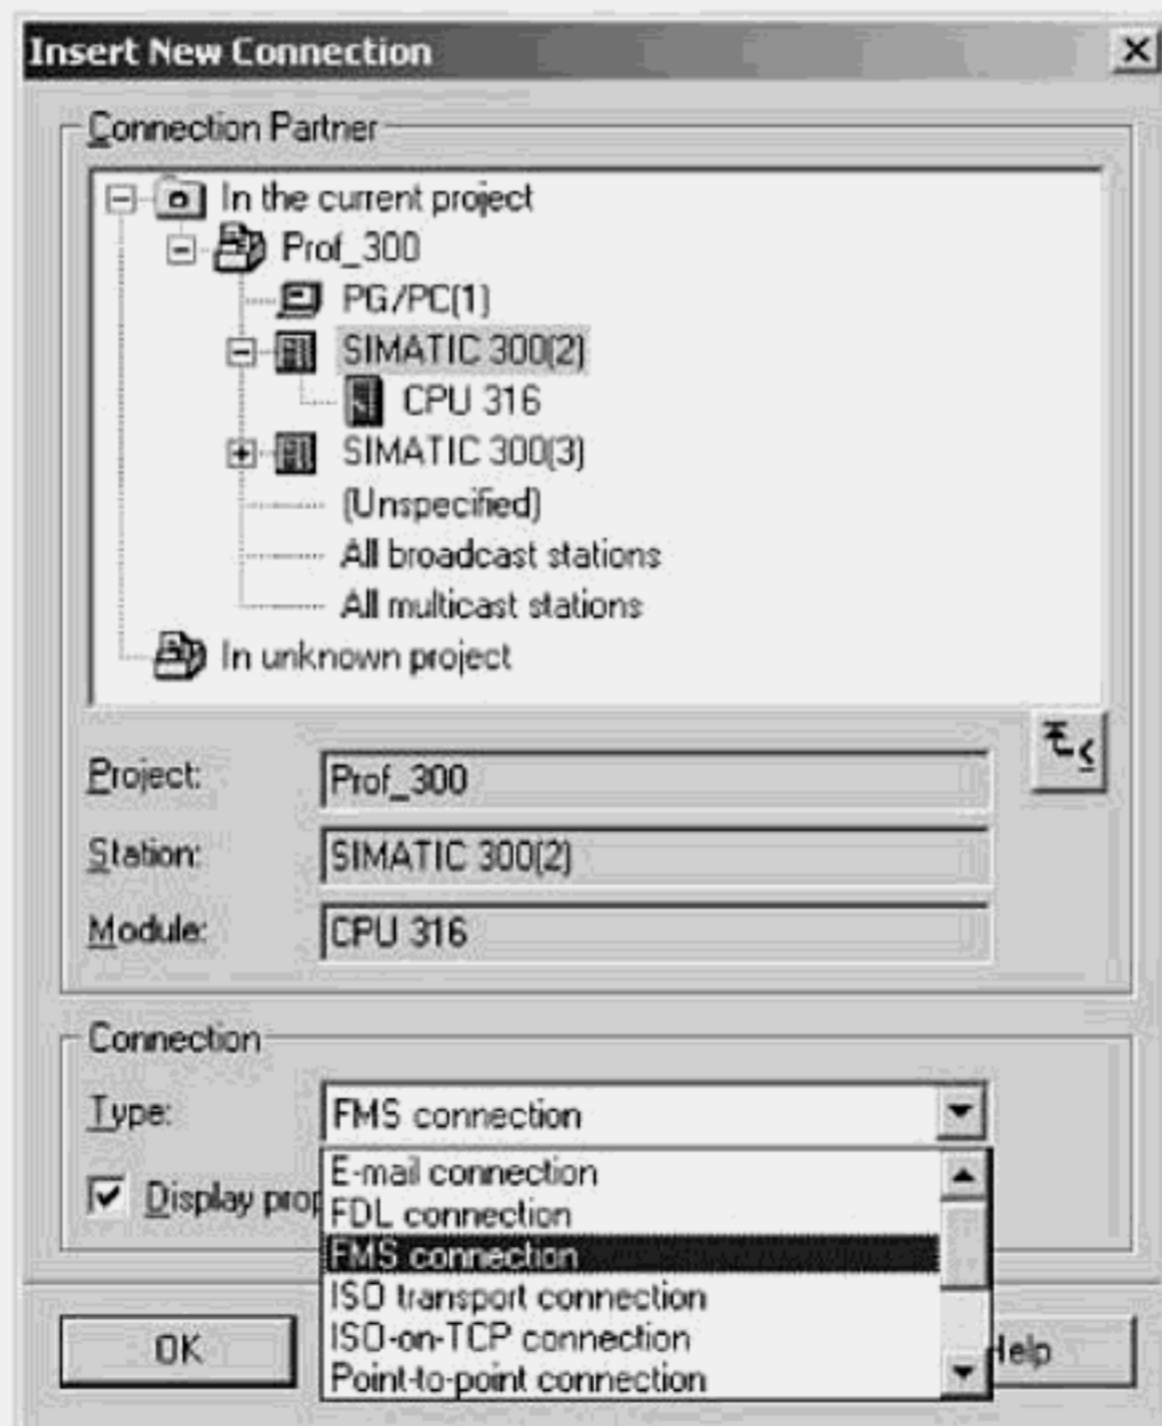 Insert New Connection
Connection Partner
In the current project
Prof_300
PG/PC(1)
SIMATIC 300(2)
CPU 316
SIMATIC 300(3)
(Unspecified)
All broadcast stations
All multicast stations
In unknown project
Project: Prof_300
Station: SIMATIC 300(2)
Module: CPU 316
Connection
Type: FMS connection
E-mail connection
Display prop
FDL connection
FMS connection
ISO transport connection
ISO-on-TCP connection
OK
Help
Point-to-point connection